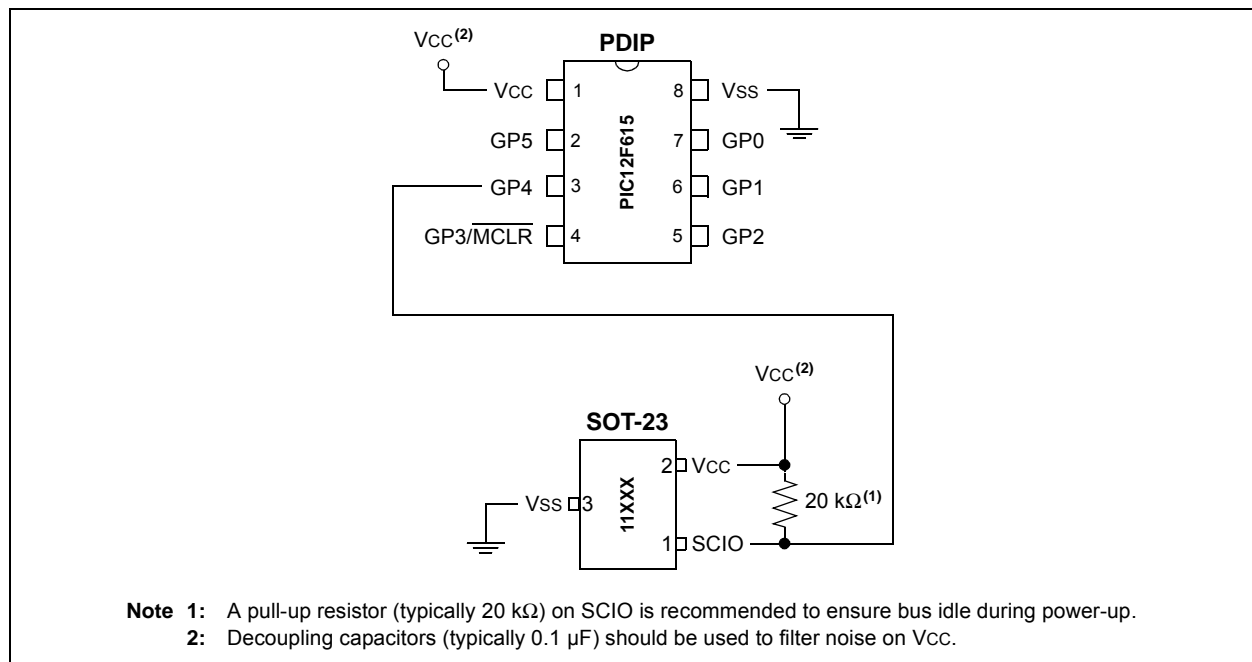 VCC(2)
PDIP
VCC 1 8 VSS
GP5 2 7 GP0
GP4 3 6 GP1
GP3/MCLR 4 5 GP2
PIC12F615
VCC(2)
SOT-23
2 VCC
VSS 3
11XXX
20 kΩ(1)
1 SCIO
Note 1: A pull-up resistor (typically 20 kΩ) on SCIO is recommended to ensure bus idle during power-up.
2: Decoupling capacitors (typically 0.1 µF) should be used to filter noise on VCC.